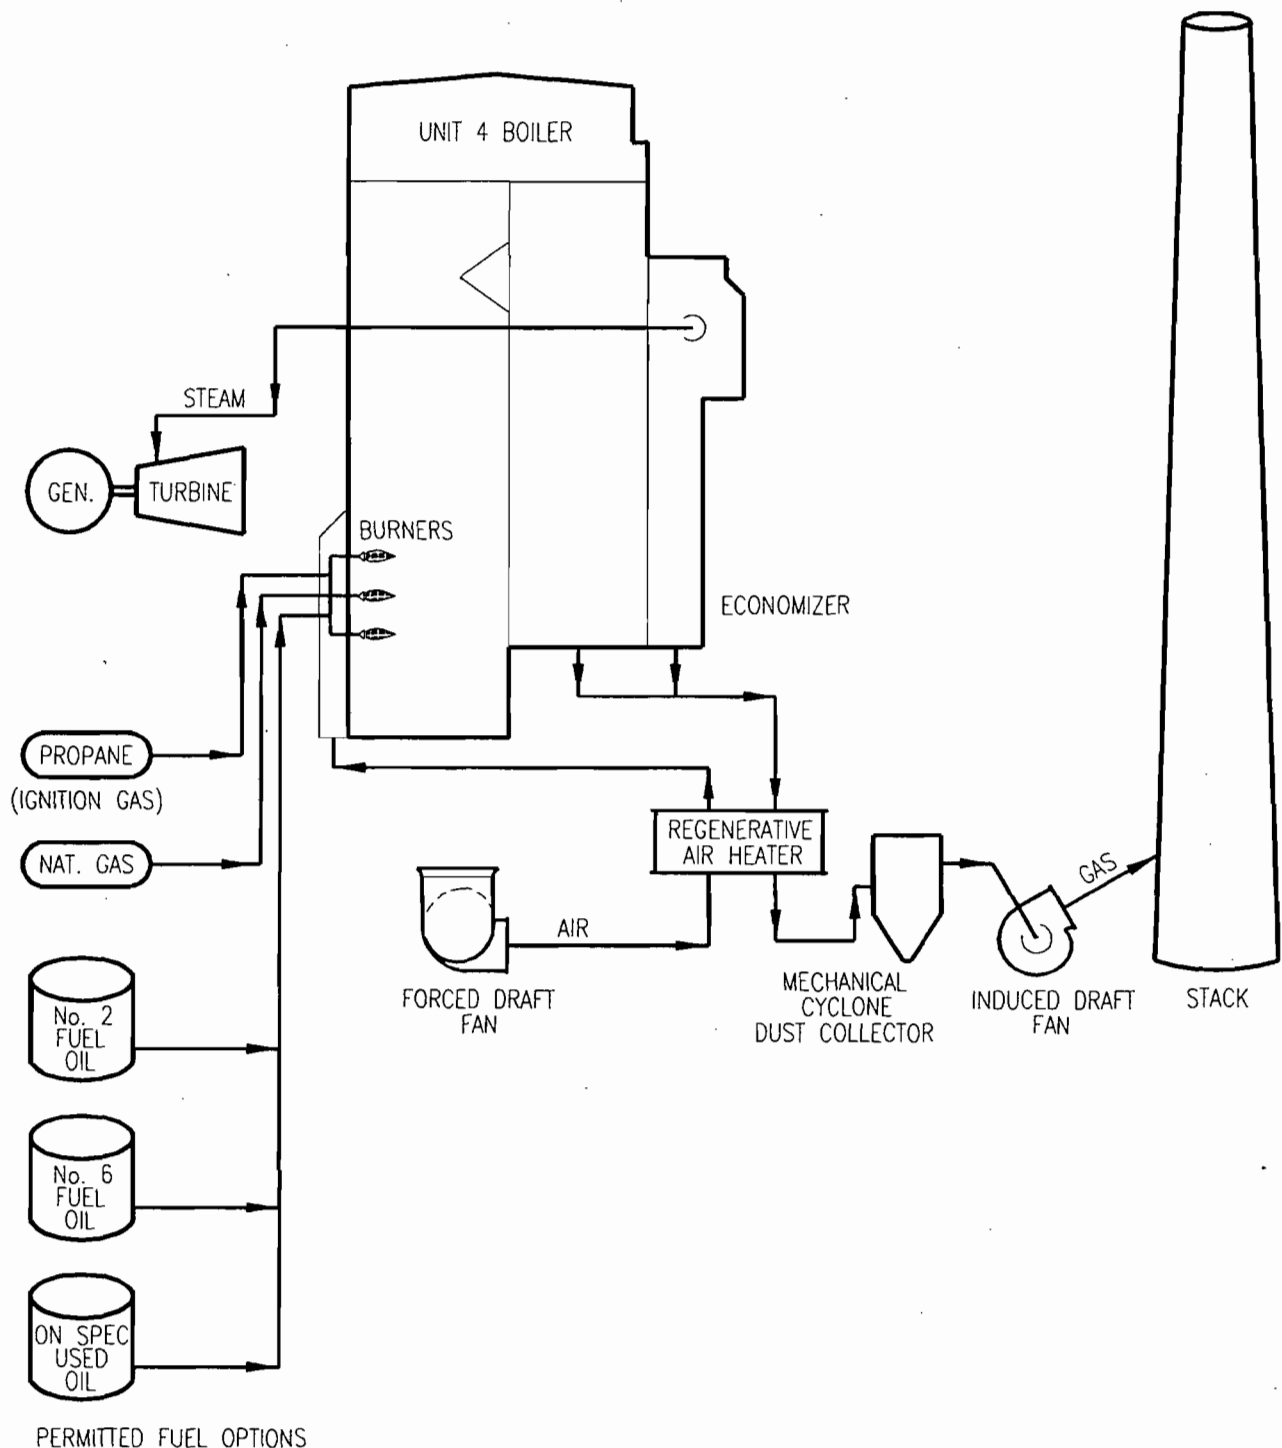 UNIT 4 BOILER
STEAM
GEN.
TURBINE
BURNERS
ECONOMIZER
PROPANE
(IGNITION GAS)
NAT. GAS
REGENERATIVE
AIR HEATER
AIR
GAS
FORCED DRAFT
FAN
MECHANICAL
CYCLONE
DUST COLLECTOR
INDUCED DRAFT
FAN
STACK
No. 2
FUEL
OIL
No. 6
FUEL
OIL
ON SPEC
USED
OIL
PERMITTED FUEL OPTIONS